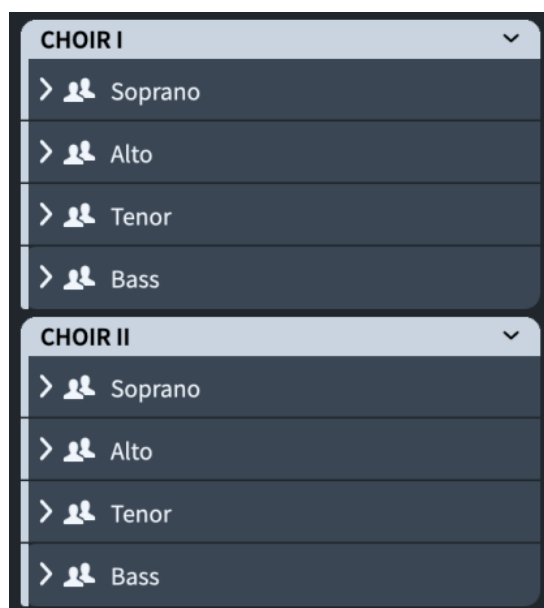 CHOIR I
Soprano
Alto
Tenor
Bass
CHOIR II
Soprano
Alto
Tenor
Bass